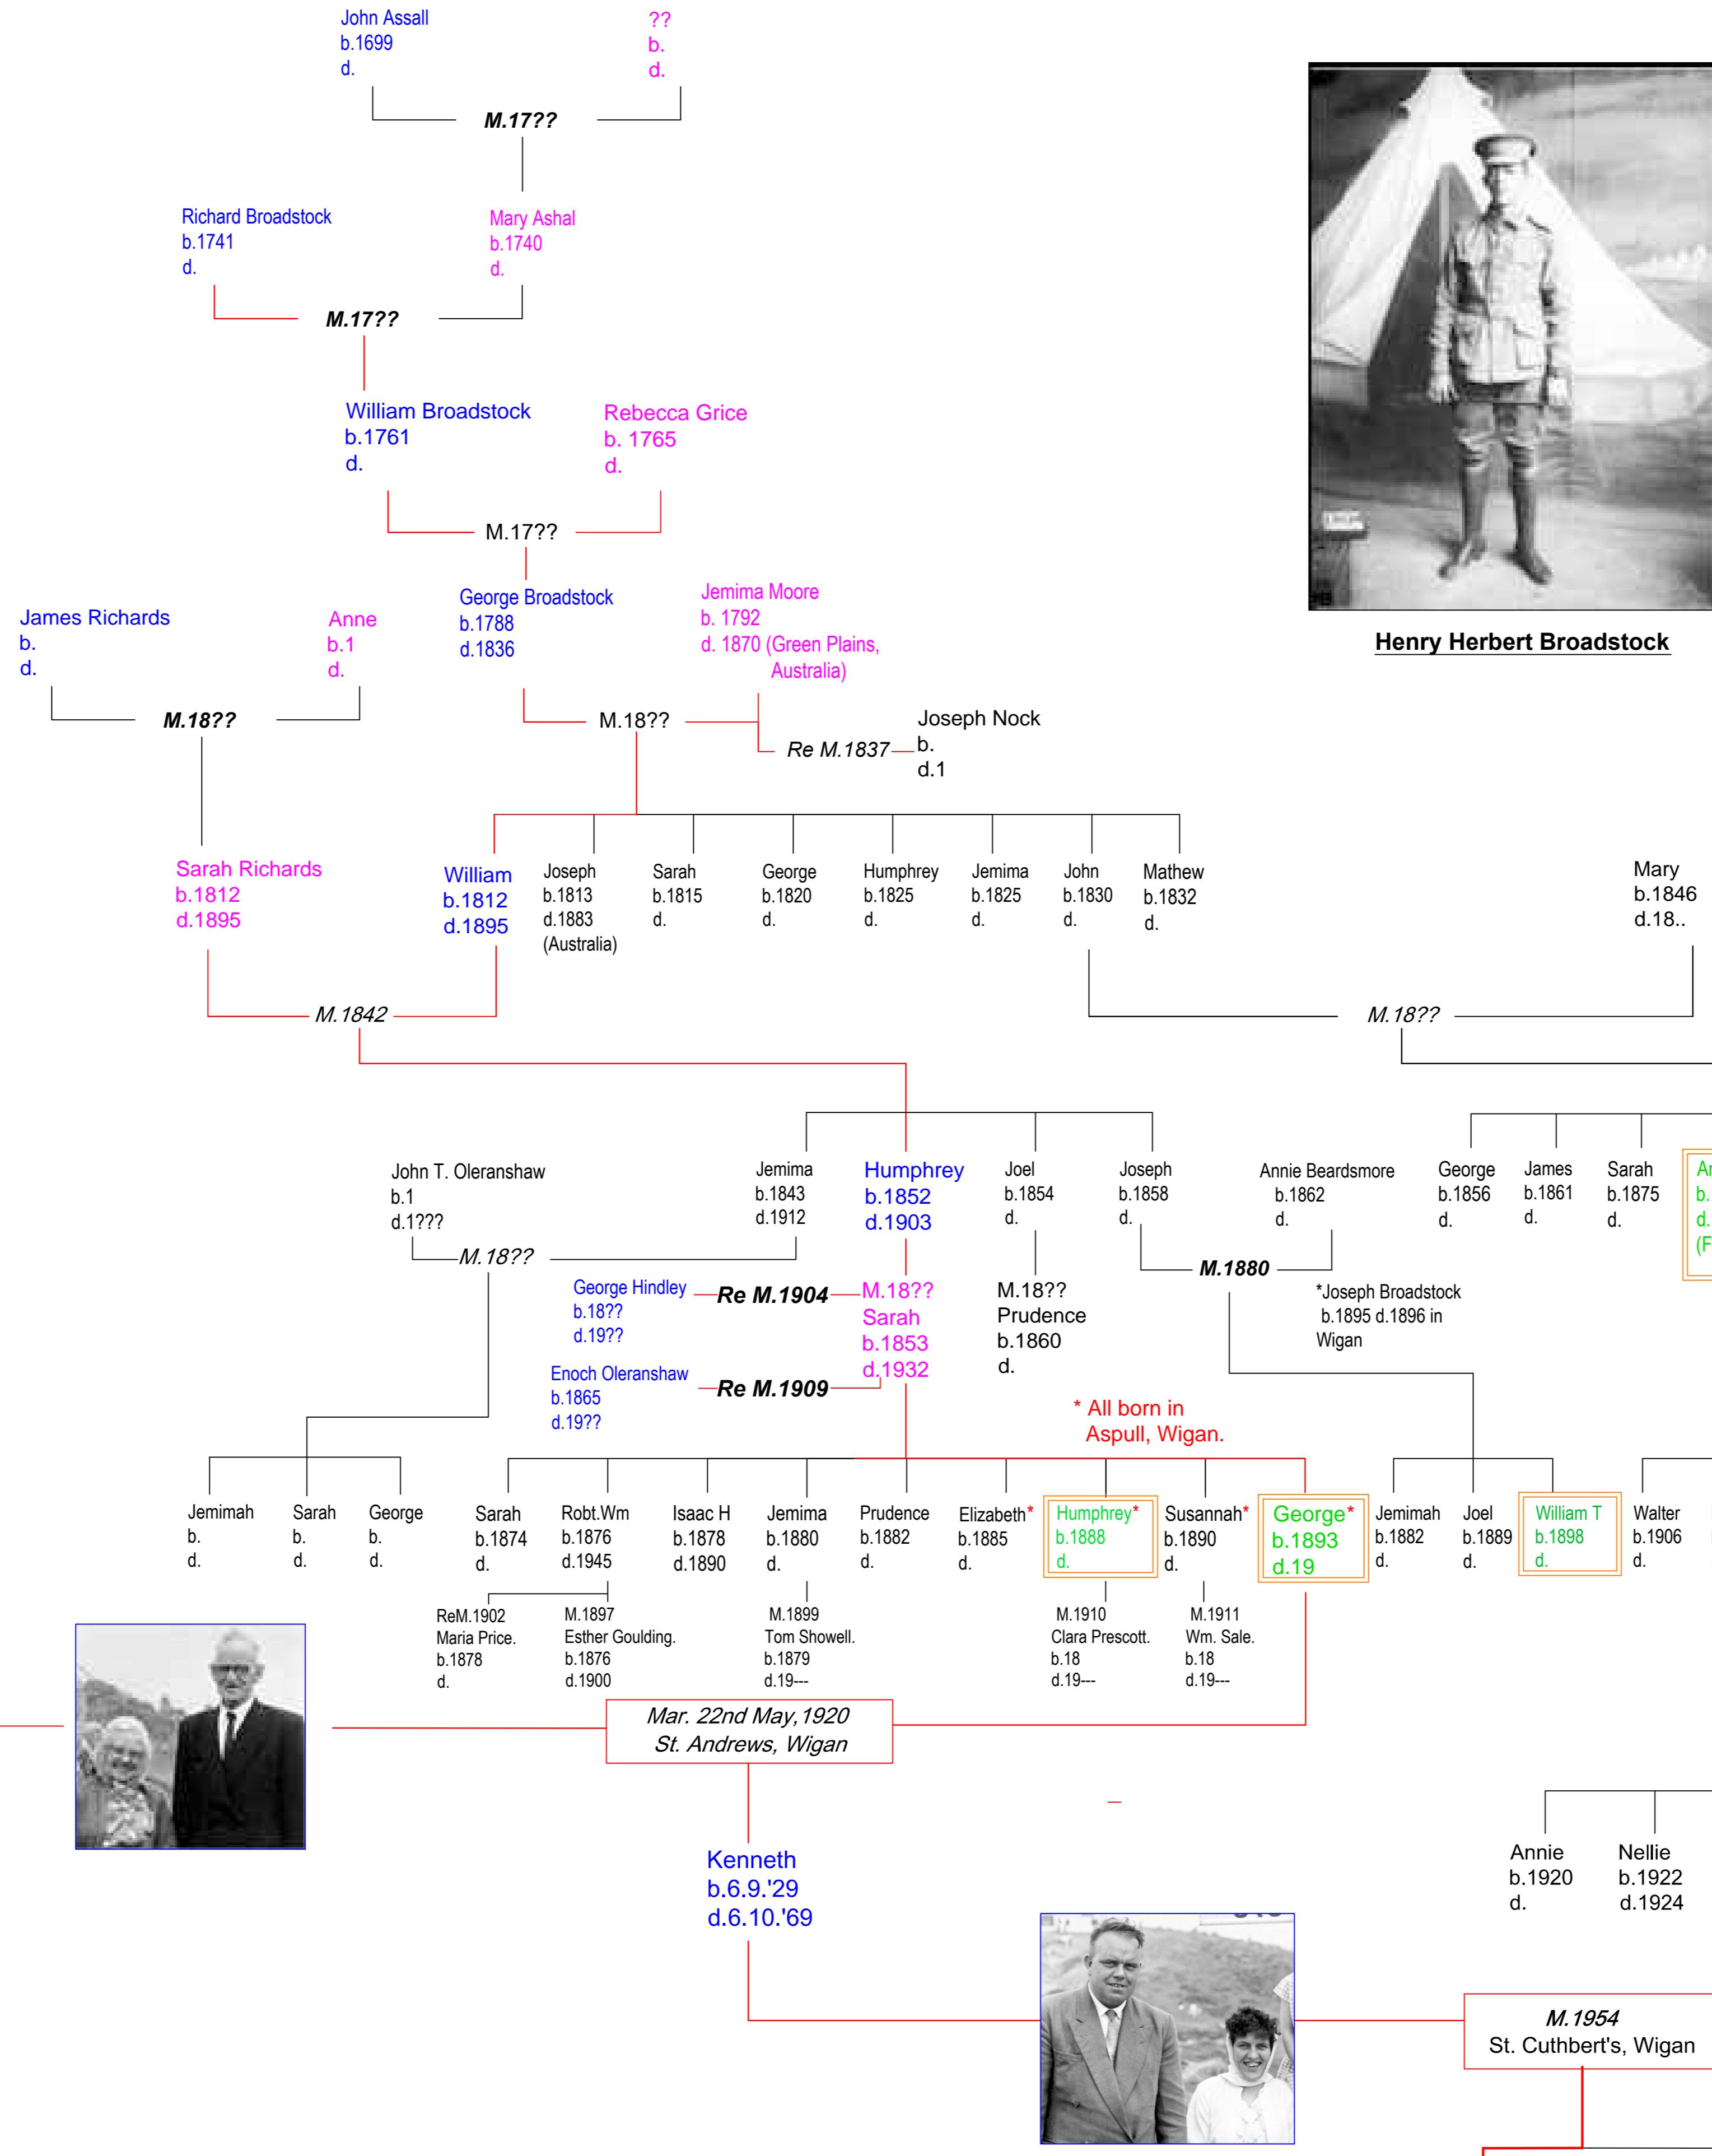 John Assall
b.1699
d.
??
b.
d.
M.17??
Richard Broadstock
b.1741
d.
Mary Ashal
b.1740
d.
M.17??
William Broadstock
b.1761
d.
Rebecca Grice
b. 1765
d.
M.17??
James Richards
b.
d.
Anne
b.1
d.
George Broadstock
b.1788
d.1836
Jemima Moore
b. 1792
d. 1870 (Green Plains,
Australia)
Henry Herbert Broadstock
M.18??
M.18??
Re M.1837
Joseph Nock
b.
d.1
Sarah Richards
b.1812
d.1895
William
b.1812
d.1895
Joseph
b.1813
d.1883
(Australia)
Sarah
b.1815
d.
George
b.1820
d.
Humphrey
b.1825
d.
Jemima
b.1825
d.
John
b.1830
d.
Mathew
b.1832
d.
Mary
b.1846
d.18..
M.1842
M.18??
John T. Oleranshaw
b.1
d.1???
Jemima
b.1843
d.1912
Humphrey
b.1852
d.1903
Joel
b.1854
d.
Joseph
b.1858
d.
Annie Beardsmore
b.1862
d.
George
b.1856
d.
James
b.1861
d.
Sarah
b.1875
d.
b.
d.
M.18??
George Hindley
b.18??
d.19??
Re M.1904
M.18??
Sarah
b.1853
d.1932
M.18??
Prudence
b.1860
d.
M.1880
*Joseph Broadstock
b.1895 d.1896 in
Wigan
Enoch Oleranshaw
b.1865
d.19??
Re M.1909
* All born in
Aspull, Wigan.
Jemimah
b.
d.
Sarah
b.
d.
George
b.
d.
Sarah
b.1874
d.
Robt.Wm
b.1876
d.1945
Isaac H
b.1878
d.1890
Jemima
b.1880
d.
Prudence
b.1882
d.
Elizabeth*
b.1885
d.
Humphrey*
b.1888
d.
Susannah*
b.1890
d.
George*
b.1893
d.19
Jemimah
b.1882
d.
Joel
b.1889
d.
William T
b.1898
d.
Walter
b.1906
d.
ReM.1902
Maria Price.
b.1878
d.
M.1897
Esther Goulding.
b.1876
d.1900
M.1899
Tom Showell.
b.1879
d.19---
M.1910
Clara Prescott.
b.18
d.19---
M.1911
Wm. Sale.
b.18
d.19---
Mar. 22nd May,1920
St. Andrews, Wigan
Kenneth
b.6.9.'29
d.6.10.'69
Annie
b.1920
d.
Nellie
b.1922
d.1924
M.1954
St. Cuthbert's, Wigan